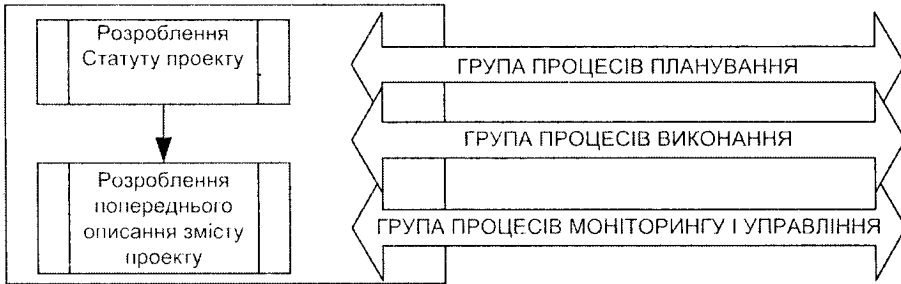 Розроблення
Статуту проекту
ГРУПА ПРОЦЕСІВ ПЛАНУВАННЯ
ГРУПА ПРОЦЕСІВ ВИКОНАННЯ
Розроблення
попереднього
описання змісту
проекту
ГРУПА ПРОЦЕСІВ МОНІТОРИНГУ І УПРАВЛІННЯ